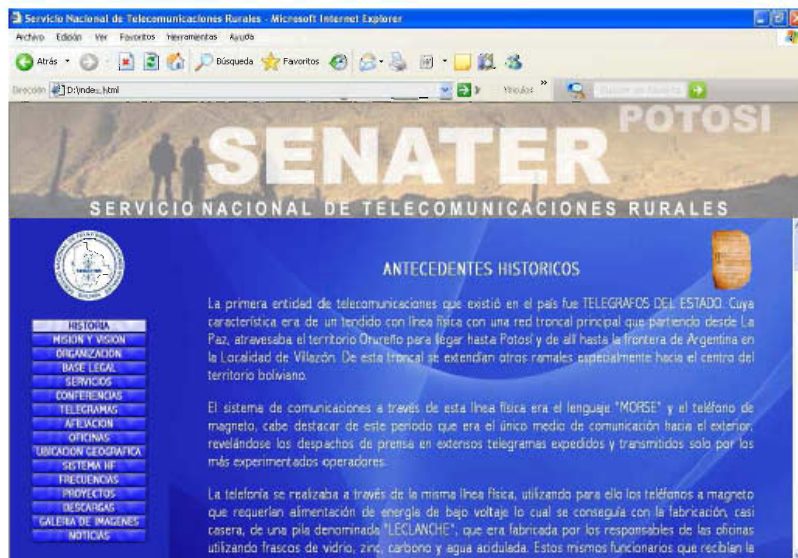 Servicio Nacional de Telecomunicaciones Rurales - Microsoft Internet Explorer
Archivo Edición Ver Favoritos Herramientas Ayuda
Atrás Búsqueda Favoritos
Dirección D:\index.html Vínculos
POTOSI
SENATER
SERVICIO NACIONAL DE TELECOMUNICACIONES RURALES
ANTECEDENTES HISTORICOS
La primera entidad de telecomunicaciones que existió en el país fue TELEGRAFOS DEL ESTADO. Cuya
característica era de un tendido con línea física con una red troncal principal que partiendo desde La
Paz, atravesaba el territorio Orureño para llegar hasta Potosí y de allí hasta la frontera de Argentina en
la Localidad de Villazón. De esta troncal se extendían otros ramales especialmente hacia el centro del
territorio boliviano.
El sistema de comunicaciones a través de esta línea física era el lenguaje "MORSE" y el teléfono de
magneto, cabe destacar de este periodo que era el único medio de comunicación hacia el exterior,
revelándose los despachos de prensa en extensos telegramas expedidos y transmitidos solo por los
más experimentados operadores.
La telefonía se realizaba a través de la misma línea física, utilizando para ello los teléfonos a magneto
que requerían alimentación de energía de bajo voltaje lo cual se conseguía con la fabricación, casi
casera, de una pila denominada "LECLANCHE", que era fabricada por los responsables de las oficinas
utilizando frascos de vidrio, zinc, carbono y agua acidulada. Estos mismos funcionarios que recibían la
HISTORIA
MISION Y VISION
ORGANIZACION
BASE LEGAL
SERVICIOS
CONFERENCIAS
TELEGRAMAS
AFILIACION
OFICINAS
UBICACION GEOGRAFICA
SISTEMA HF
FRECUENCIAS
PROYECTOS
DESCARGAS
GALERIA DE IMAGENES
NOTICIAS